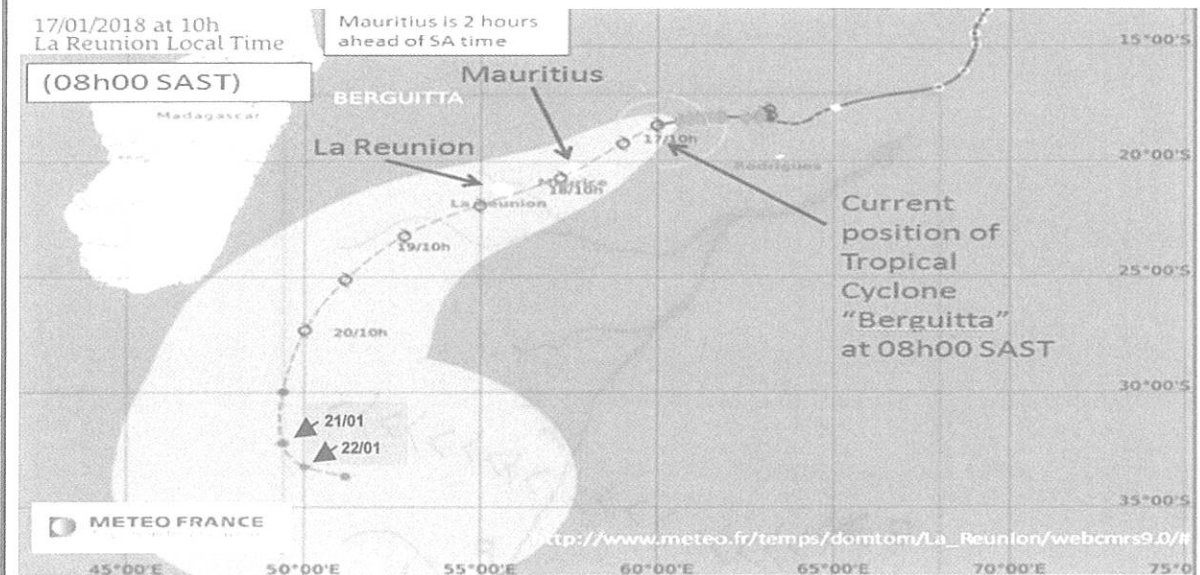 17/01/2018 at 10h
La Reunion Local Time
(08h00 SAST)
Mauritius is 2 hours
ahead of SA time
Madagascar
BERGUITTA
Mauritius
La Reunion
17/10h
Rodrigues
18/10h
La Reunion
19/10h
20/10h
21/01
22/01
Current
position of
Tropical
Cyclone
"Berguitta"
at 08h00 SAST
15°00'S
20°00'S
25°00'S
30°00'S
35°00'S
METEO FRANCE
http://www.meteo.fr/temps/domtom/La_Reunion/webcmrs9.0/#
45°00'E
50°00'E
55°00'E
60°00'E
65°00'E
70°00'E
75°0